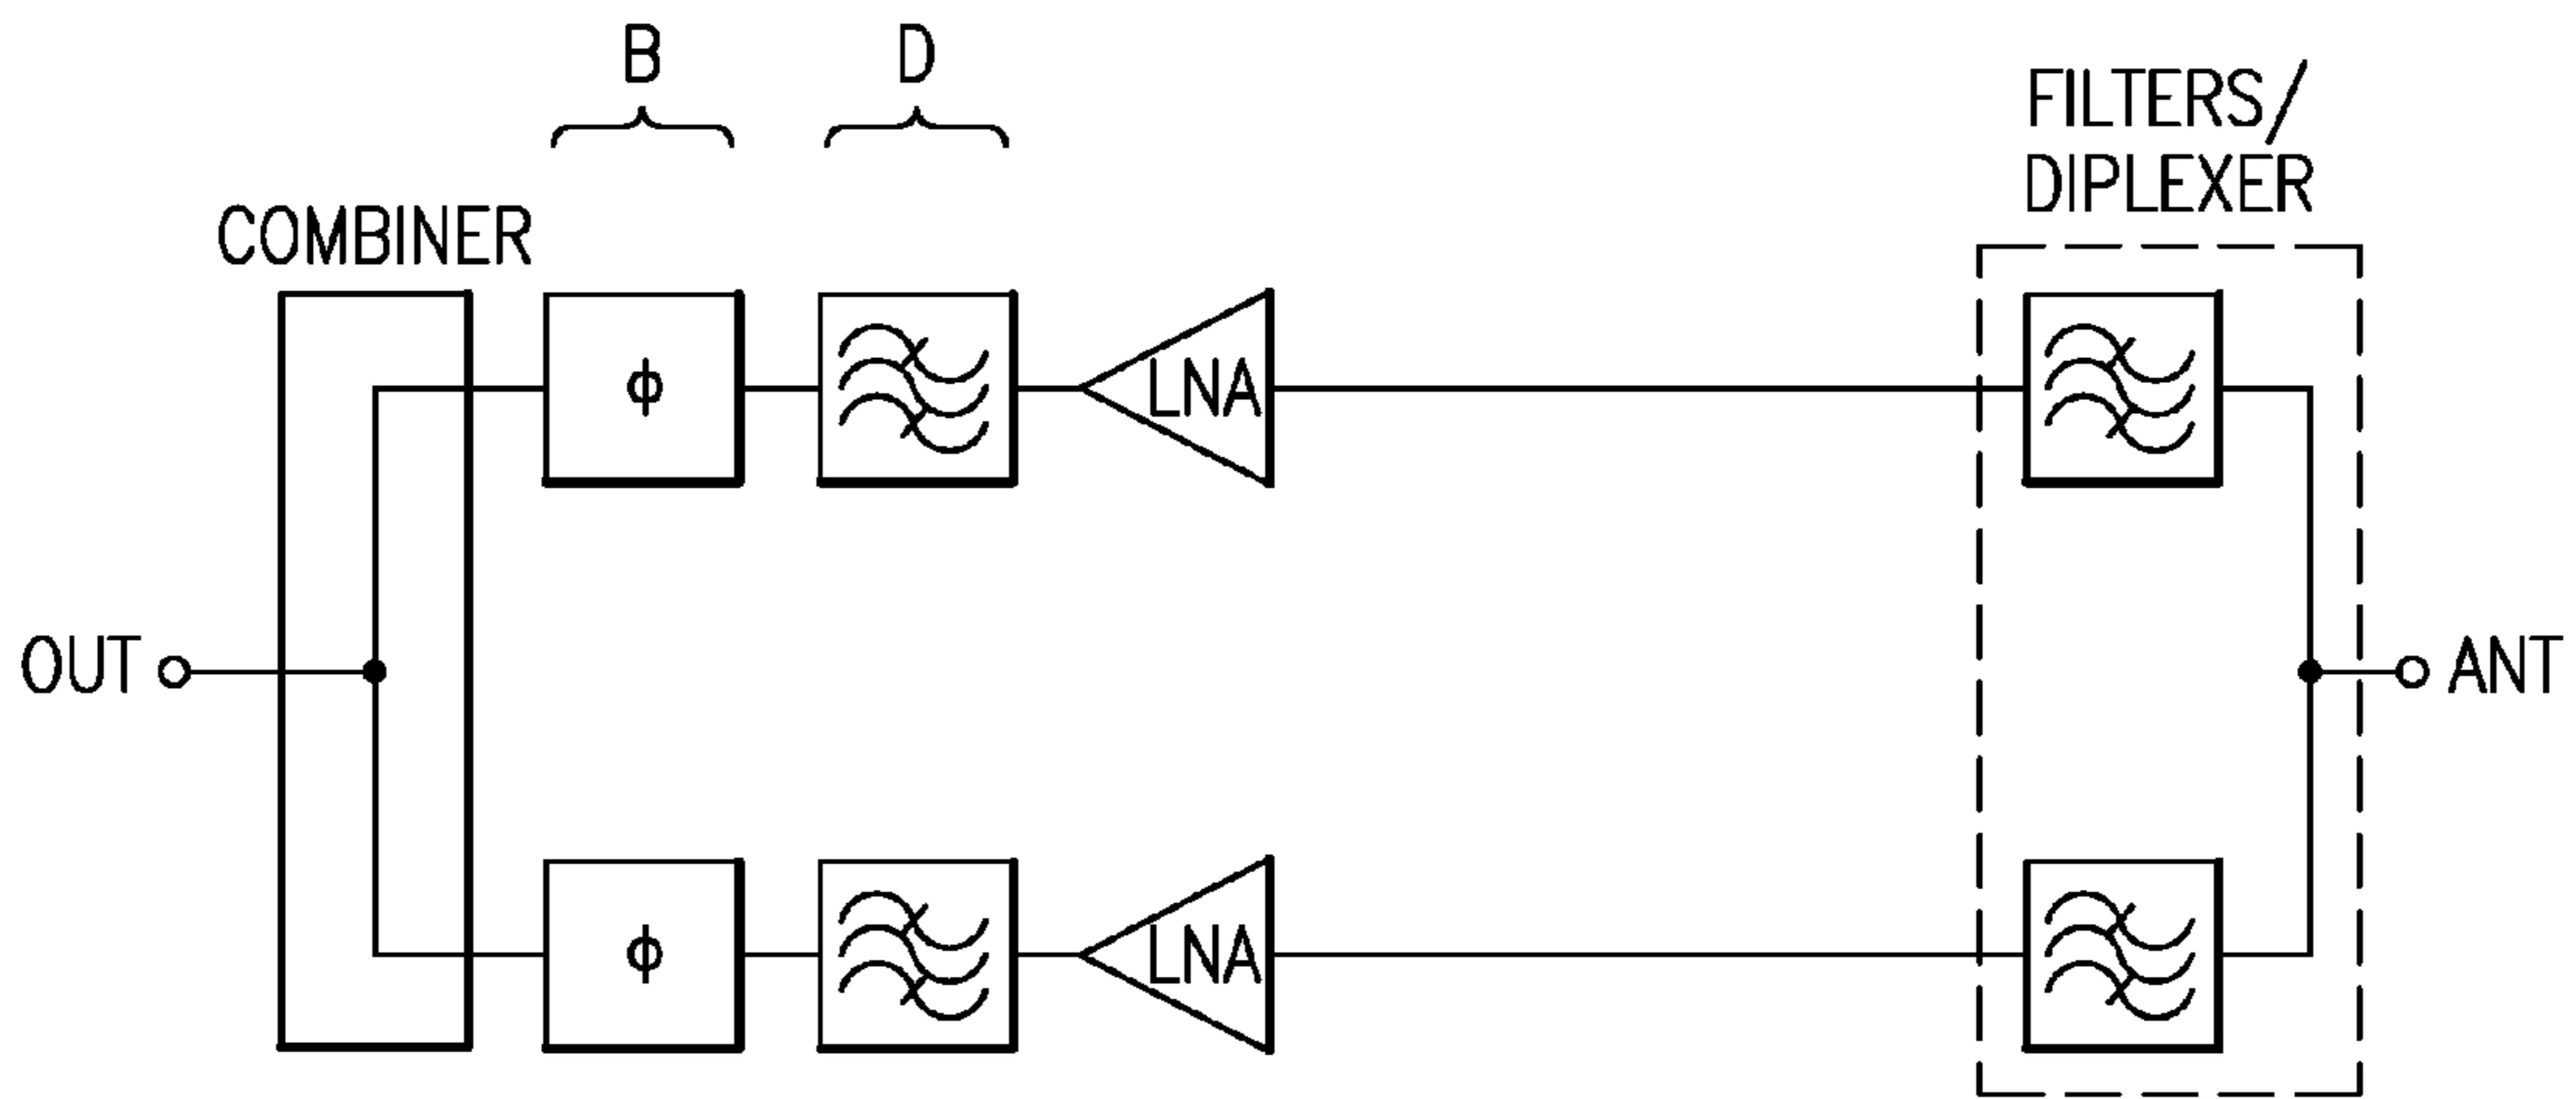 B
D
FILTERS/
DIPLEXER
COMBINER
ϕ
LNA
OUT
ANT
ϕ
LNA